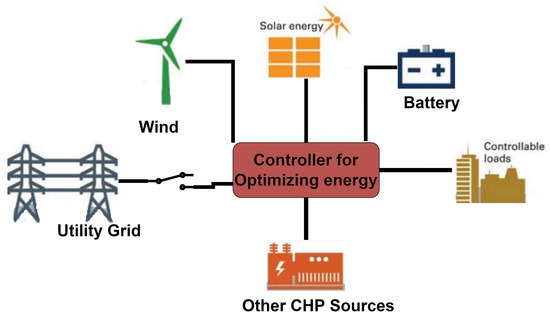 Solar energy
Wind
Battery
Controller for
Optimizing energy
Controllable
loads
Utility Grid
Other CHP Sources